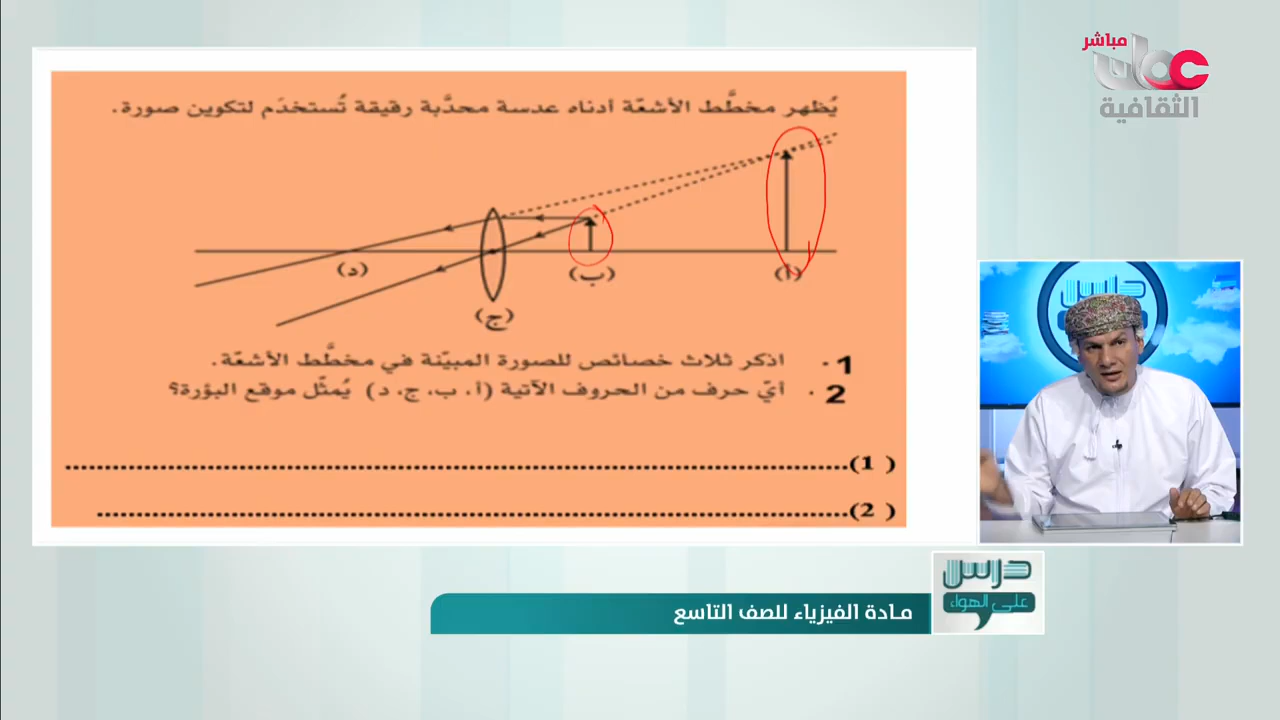 مباشر
عمان
الثقافية
يُظهر مخطَّط الأشعّة أدناه عدسة محدَّبة رقيقة تُستخدَم لتكوين صورة.
(أ)
(ب)
(د)
(ج)
1. اذكر ثلاث خصائص للصورة المبيّنة في مخطَّط الأشعّة.
2. أيّ حرف من الحروف الآتية (أ، ب، ج، د) يُمثّل موقع البؤرة؟
(1)
(2)
درس
درس
على الهواء
مادة الفيزياء للصف التاسع